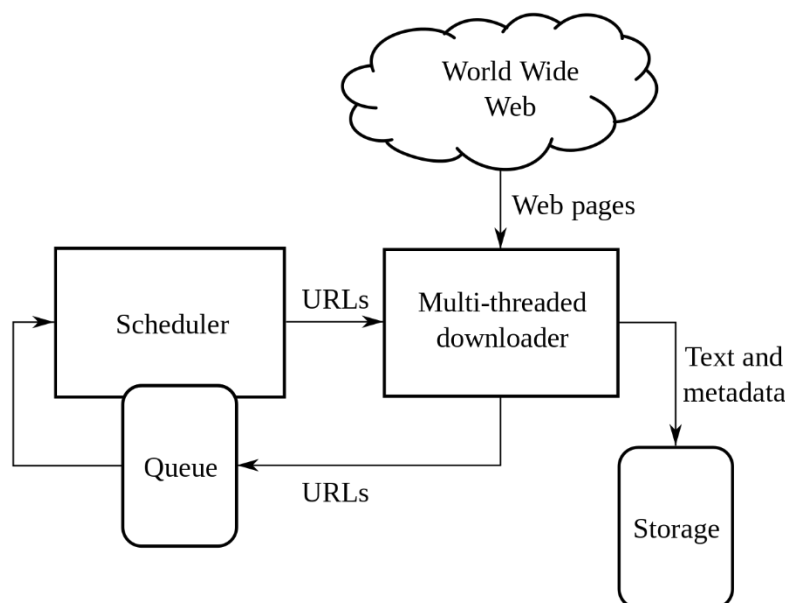 World Wide
Web
Web pages
Scheduler
URLs
Multi-threaded
downloader
Text and
metadata
Queue
URLs
Storage